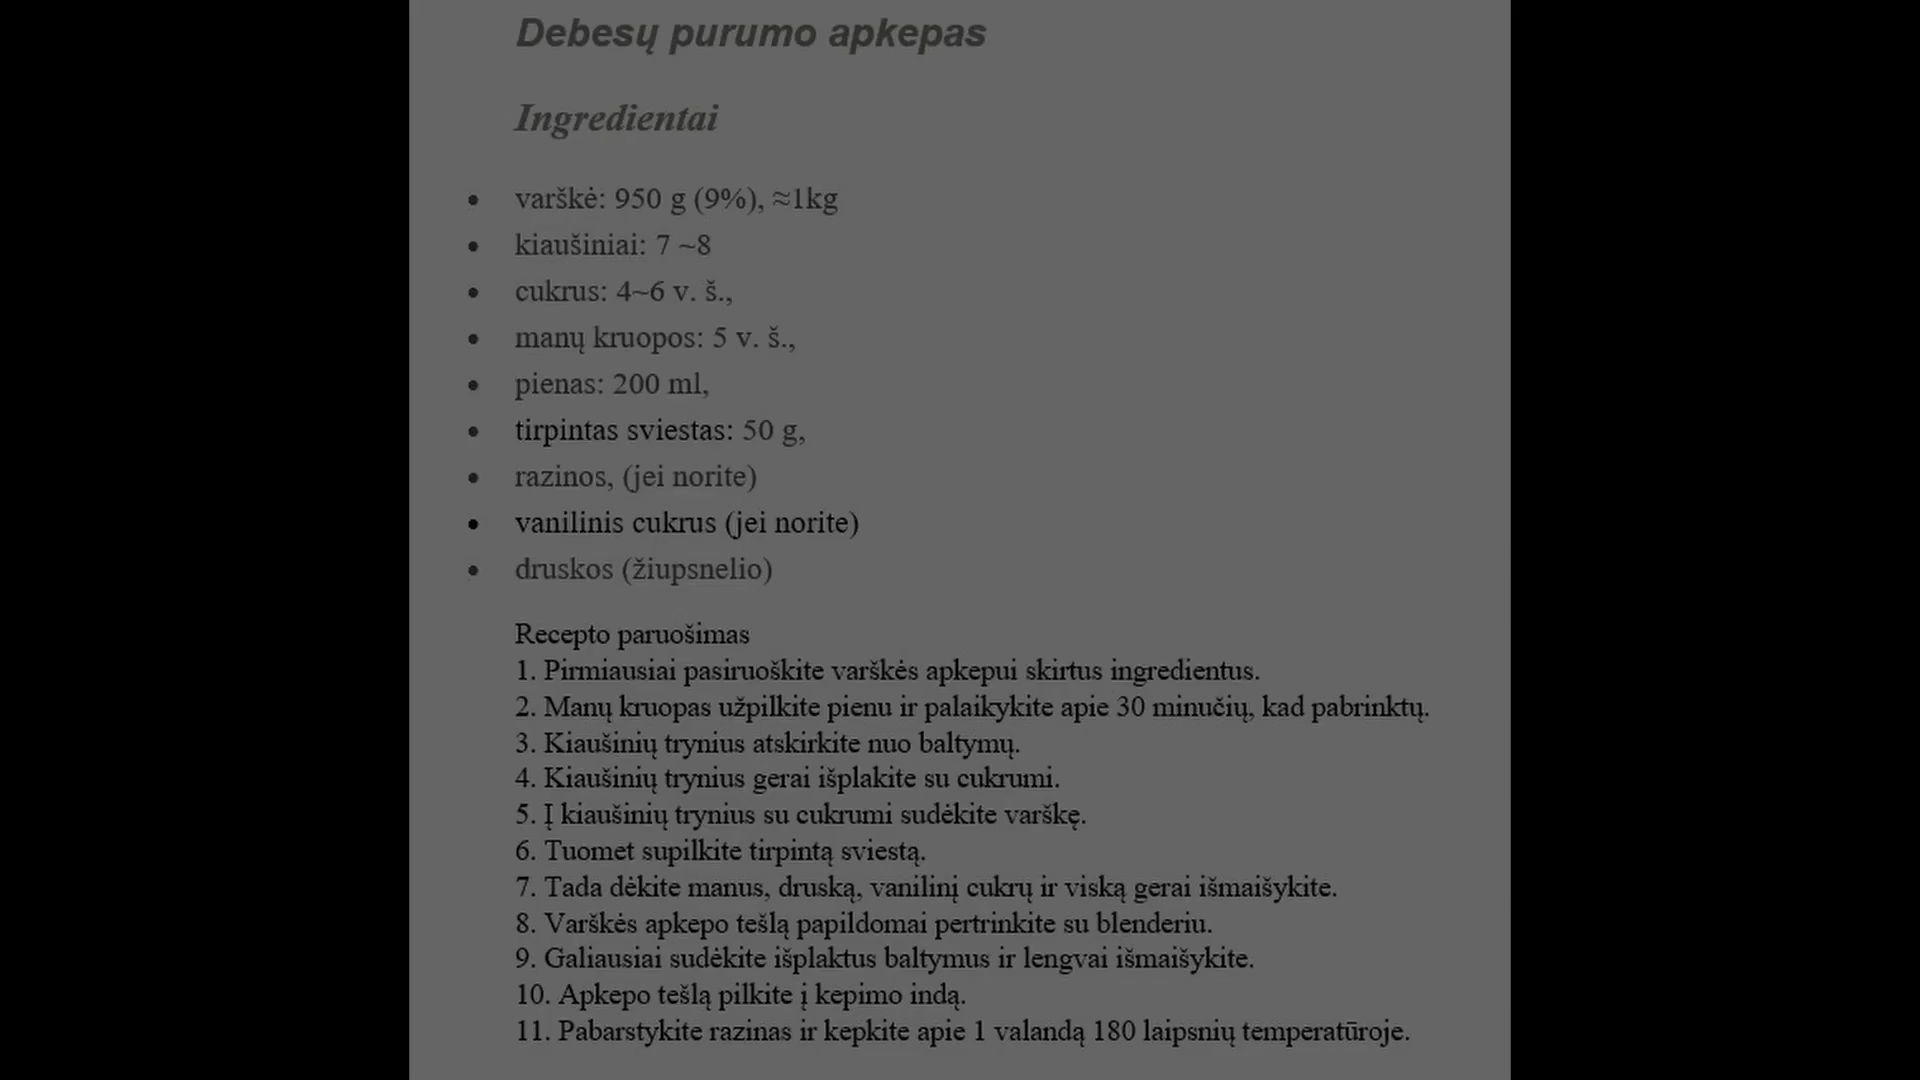 Debesų purumo apkepas
Ingredientai
• varškė: 950 g (9%), ≈1kg
• kiaušiniai: 7 ~8
• cukrus: 4~6 v. š.,
• manų kruopos: 5 v. š.,
• pienas: 200 ml,
• tirpintas sviestas: 50 g,
• razinos, (jei norite)
• vanilinis cukrus (jei norite)
• druskos (žiupsnelio)
Recepto paruošimas
1. Pirmiausiai pasiruoškite varškės apkepui skirtus ingredientus.
2. Manų kruopas užpilkite pienu ir palaikykite apie 30 minučių, kad pabrinktų.
3. Kiaušinių trynius atskirkite nuo baltymų.
4. Kiaušinių trynius gerai išplakite su cukrumi.
5. Į kiaušinių trynius su cukrumi sudėkite varškę.
6. Tuomet supilkite tirpintą sviestą.
7. Tada dėkite manus, druską, vanilinį cukrų ir viską gerai išmaišykite.
8. Varškės apkepo tešlą papildomai pertrinkite su blenderiu.
9. Galiausiai sudėkite išplaktus baltymus ir lengvai išmaišykite.
10. Apkepo tešlą pilkite į kepimo indą.
11. Pabarstykite razinas ir kepkite apie 1 valandą 180 laipsnių temperatūroje.